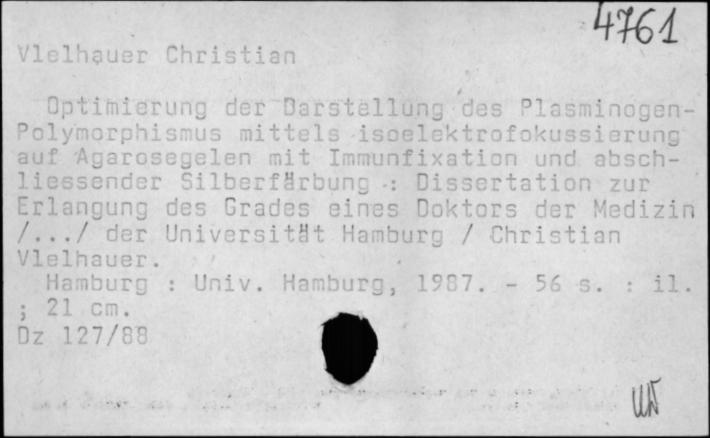 4761
Vlelhauer Christian
Optimierung der Darstellung des Plasminogen-
Polymorphismus mittels isoelektrofokussierung
auf Agarosegelen mit Immunfixation und absch-
liessender Silberfärbung : Dissertation zur
Erlangung des Grades eines Doktors der Medizin
/.../ der Universität Hamburg / Christian
Vlelhauer.
Hamburg : Univ. Hamburg, 1987. - 56 s. : il.
; 21 cm.
Dz 127/88